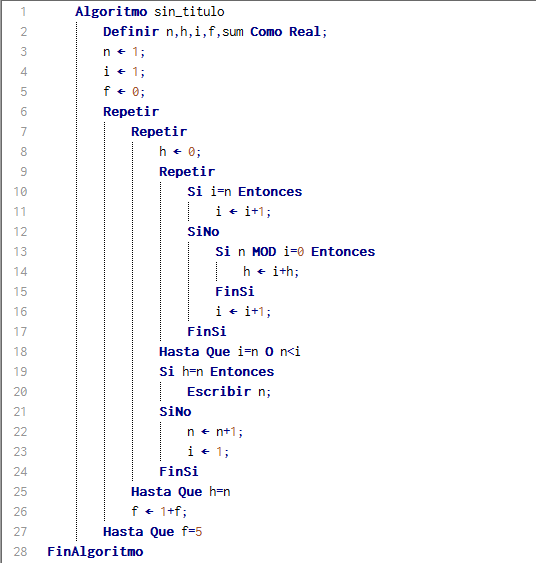 1 Algoritmo sin_titulo
2 Definir n,h,i,f,sum Como Real;
3 n ← 1;
4 i ← 1;
5 f ← 0;
6 Repetir
7 Repetir
8 h ← 0;
9 Repetir
10 Si i=n Entonces
11 i ← i+1;
12 SiNo
13 Si n MOD i=0 Entonces
14 h ← i+h;
15 FinSi
16 i ← i+1;
17 FinSi
18 Hasta Que i=n O n<i
19 Si h=n Entonces
20 Escribir n;
21 SiNo
22 n ← n+1;
23 i ← 1;
24 FinSi
25 Hasta Que h=n
26 f ← 1+f;
27 Hasta Que f=5
28 FinAlgoritmo